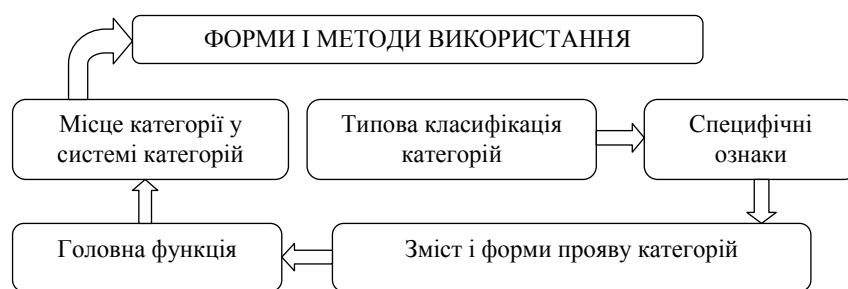 ФОРМИ І МЕТОДИ ВИКОРИСТАННЯ
Місце категорії у
системі категорій
Типова класифікація
категорій
Специфічні
ознаки
Головна функція
Зміст і форми прояву категорій